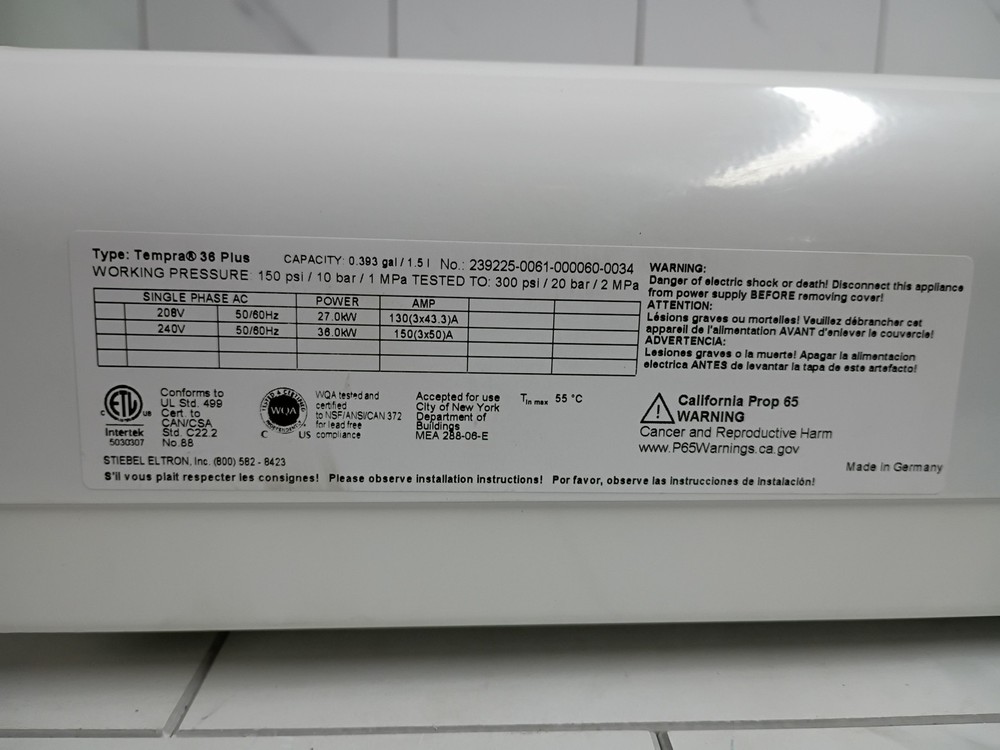 Type: Tempra® 36 Plus CAPACITY: 0.393 gal / 1.5 l No.: 239225-0061-000060-0034
WORKING PRESSURE 150 psi / 10 bar / 1 MPa TESTED TO: 300 psi / 20 bar / 2 MPa
SINGLE PHASE AC POWER AMP
208V 50/60Hz 27.0kW 130(3x43.3)A
240V 50/60Hz 36.0kW 150(3x50)A
WARNING:
Danger of electric shock or death! Disconnect this appliance
from power supply BEFORE removing cover!
ATTENTION:
Lésions graves ou mortelles! Veuillez débrancher cet
appareil de l'alimentation AVANT d'enlever le couvercle!
ADVERTENCIA:
Lesiones graves o la muerte! Apagar la alimentacion
electrica ANTES de levantar la tapa de este artefacto!
ETL
c us
Intertek
5030307
Conforms to
UL Std. 499
Cert. to
CAN/CSA
Std. C22.2
No.88
WQA
C US
WQA tested and
certified
to NSF/ANSI/CAN 372
for lead free
compliance
Accepted for use
City of New York
Department of
Buildings
MEA 288-06-E
Tin max 55 °C
California Prop 65
WARNING
Cancer and Reproductive Harm
www.P65Warnings.ca.gov
STIEBEL ELTRON, Inc. (800) 582 - 8423
Made in Germany
S'il vous plait respecter les consignes! Please observe installation instructions! Por favor, observe las instrucciones de instalación!